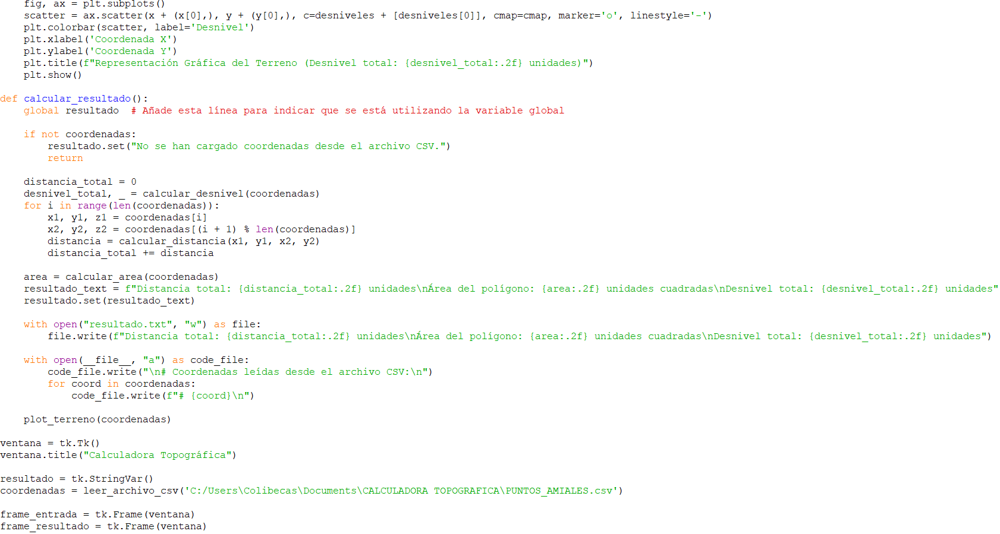 fig, ax = plt.subplots()
scatter = ax.scatter(x + (x[0],), y + (y[0],), c=desniveles + [desniveles[0]], cmap=cmap, marker='o', linestyle='-')
plt.colorbar(scatter, label='Desnivel')
plt.xlabel('Coordenada X')
plt.ylabel('Coordenada Y')
plt.title(f"Representación Gráfica del Terreno (Desnivel total: {desnivel_total:.2f} unidades)")
plt.show()
def calcular_resultado():
global resultado  # Añade esta línea para indicar que se está utilizando la variable global
if not coordenadas:
resultado.set("No se han cargado coordenadas desde el archivo CSV.")
return
distancia_total = 0
desnivel_total, _ = calcular_desnivel(coordenadas)
for i in range(len(coordenadas)):
x1, y1, z1 = coordenadas[i]
x2, y2, z2 = coordenadas[(i + 1) % len(coordenadas)]
distancia = calcular_distancia(x1, y1, x2, y2)
distancia_total += distancia
area = calcular_area(coordenadas)
resultado_text = f"Distancia total: {distancia_total:.2f} unidades\nÁrea del polígono: {area:.2f} unidades cuadradas\nDesnivel total: {desnivel_total:.2f} unidades"
resultado.set(resultado_text)
with open("resultado.txt", "w") as file:
file.write(f"Distancia total: {distancia_total:.2f} unidades\nÁrea del polígono: {area:.2f} unidades cuadradas\nDesnivel total: {desnivel_total:.2f} unidades")
with open(__file__, "a") as code_file:
code_file.write("\n# Coordenadas leídas desde el archivo CSV:\n")
for coord in coordenadas:
code_file.write(f"# {coord}\n")
plot_terreno(coordenadas)
ventana = tk.Tk()
ventana.title("Calculadora Topográfica")
resultado = tk.StringVar()
coordenadas = leer_archivo_csv('C:/Users\Colibecas\Documents\CALCULADORA TOPOGRAFICA\PUNTOS_AMIALES.csv')
frame_entrada = tk.Frame(ventana)
frame_resultado = tk.Frame(ventana)